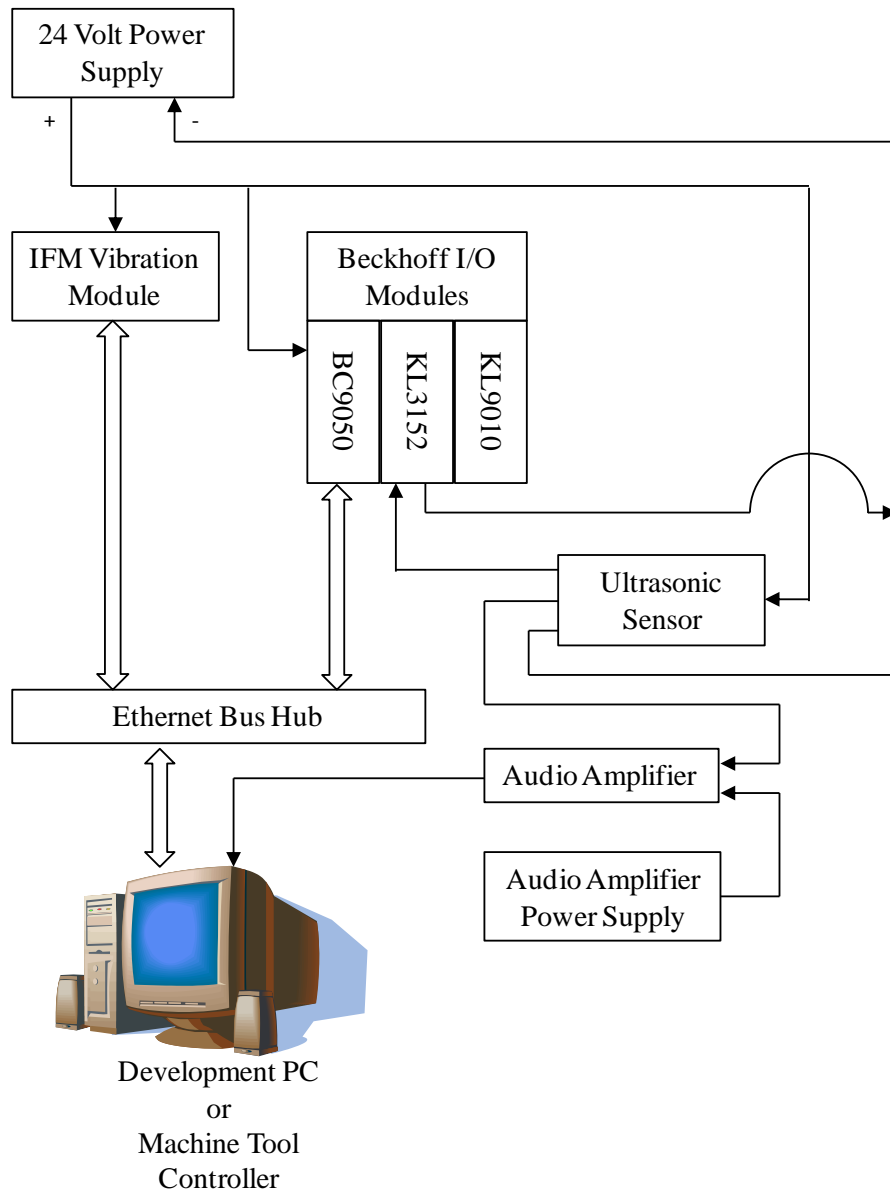 24 Volt Power
Supply
+
-
IFM Vibration
Module
Beckhoff I/O
Modules
BC9050
KL3152
KL9010
Ultrasonic
Sensor
Ethernet Bus Hub
Audio Amplifier
Audio Amplifier
Power Supply
Development PC
or
Machine Tool
Controller